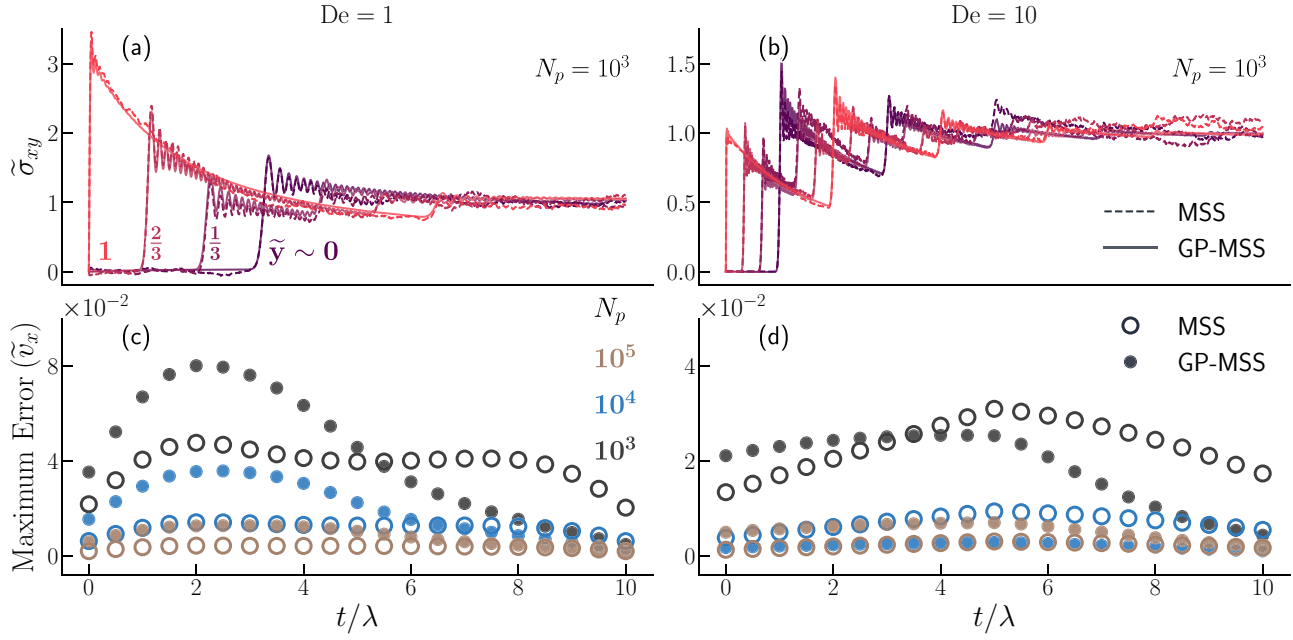 De = 1
De = 10
(a)
N_p = 10^3
3
2
1
0
σ̃_xy
1
2/3
1/3
ỹ ∼ 0
(b)
N_p = 10^3
1.5
1.0
0.5
0.0
MSS
GP-MSS
×10^−2
(c)
N_p
10^5
10^4
10^3
8
4
0
Maximum Error (ṽ_x)
0 2 4 6 8 10
t/λ
×10^−2
(d)
MSS
GP-MSS
4
2
0
0 2 4 6 8 10
t/λ